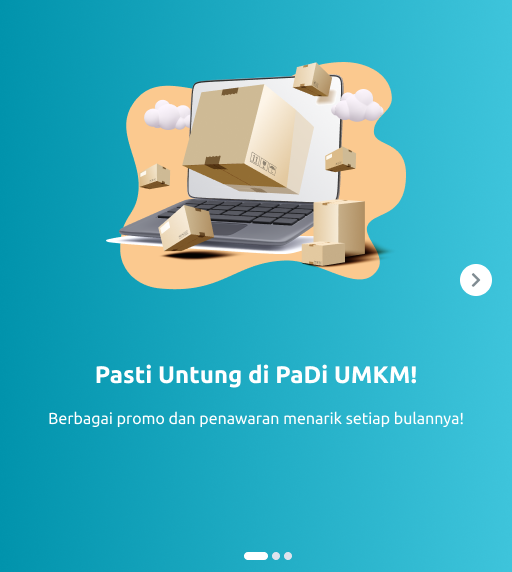 Pasti Untung di PaDi UMKM!
Berbagai promo dan penawaran menarik setiap bulannya!